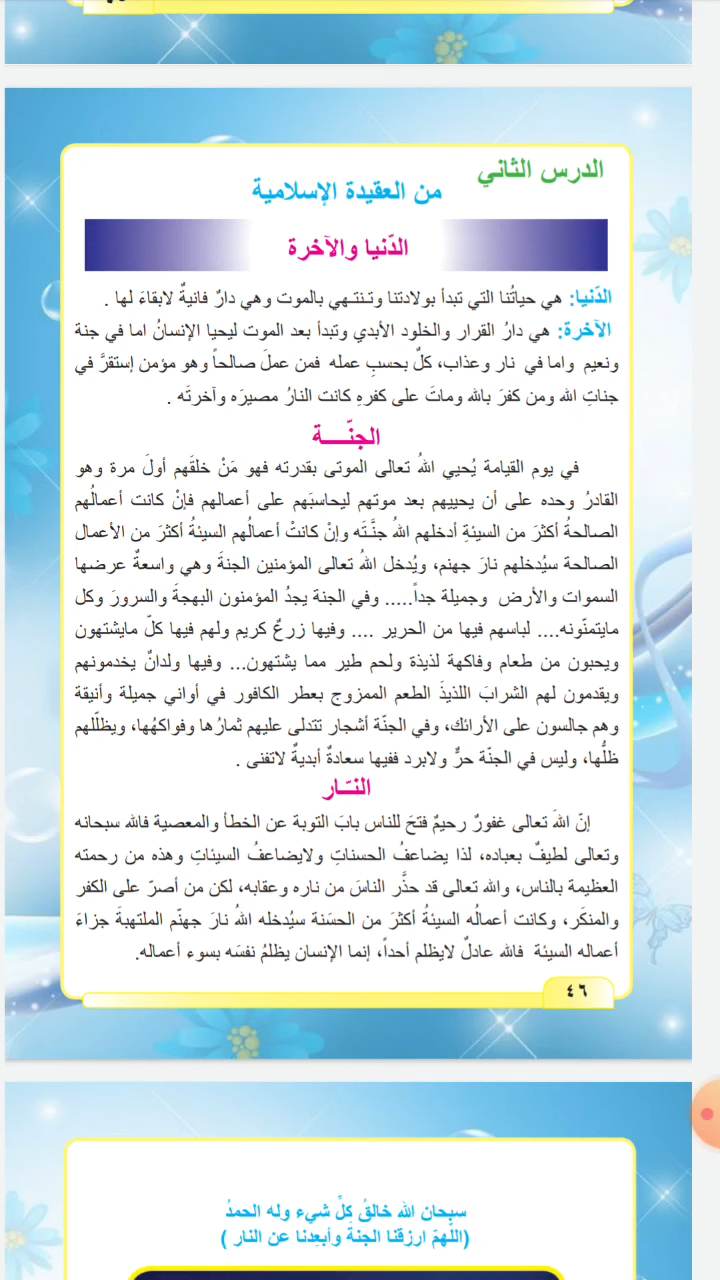 الدرس الثاني
من العقيدة الإسلامية
الدّنيا والآخرة
الدّنيا: هي حياتُنا التي تبدأ بولادتنا وتـنتـهي بالموت وهي دارٌ فانيةٌ لابقاءَ لها .
الآخرة: هي دارُ القرار والخلود الأبدي وتبدأ بعد الموت ليحيا الإنسانُ اما في جنة
ونعيم واما في نار وعذاب، كلٌ بحسبِ عمله فمن عملَ صالحاً وهو مؤمن إستقرَّ في
جناتِ الله ومن كفرَ بالله وماتَ على كفرهِ كانت النارُ مصيرَه وآخرتَه .
الجنّـــــة
في يوم القيامة يُحيي اللهُ تعالى الموتى بقدرته فهو مَنْ خلقَهم أولَ مرة وهو
القادرُ وحده على أن يحييهم بعد موتهم ليحاسبَهم على أعمالهم فإنْ كانت أعمالُهم
الصالحةُ أكثرَ من السيئةِ أدخلهم اللهُ جنَّـتَه وإنْ كانتْ أعمالُهم السيئةُ أكثرَ من الأعمال
الصالحة سيُدخلهم نارَ جهنم، ويُدخل اللهُ تعالى المؤمنين الجنةَ وهي واسعةٌ عرضها
السموات والأرض وجميلة جداً..... وفي الجنة يجدُ المؤمنون البهجةَ والسرورَ وكل
مايتمنّونه.... لباسهم فيها من الحرير .... وفيها زرعٌ كريم ولهم فيها كلّ مايشتهون
ويحبون من طعام وفاكهة لذيذة ولحم طير مما يشتهون... وفيها ولدانٌ يخدمونهم
ويقدمون لهم الشرابَ اللذيذَ الطعم الممزوج بعطر الكافور في أواني جميلة وأنيقة
وهم جالسون على الأرائك، وفي الجنّة أشجار تتدلى عليهم ثمارُها وفواكهُها، ويظلّلهم
ظلُّها، وليس في الجنّة حرٌّ ولابرد ففيها سعادةٌ أبديةٌ لاتفنى .
النـّـار
إنّ اللهَ تعالى غفورٌ رحيمٌ فتحَ للناس بابَ التوبة عن الخطأ والمعصية فالله سبحانه
وتعالى لطيفٌ بعباده، لذا يضاعفُ الحسناتِ ولايضاعفُ السيئاتِ وهذه من رحمته
العظيمة بالناس، والله تعالى قد حذَّر الناسَ من ناره وعقابه، لكن من أصرّ على الكفر
والمنكَر، وكانت أعمالُه السيئةُ أكثرَ من الحسَنة سيُدخله اللهُ نارَ جهنّم الملتهبةَ جزاءَ
أعماله السيئة فالله عادلٌ لايظلم أحداً، إنما الإنسان يظلمُ نفسَه بسوء أعماله.
٤٦
سبحان الله خالقُ كلِّ شيء وله الحمدُ
(اللّهمّ ارزقنا الجنةَ وأبعِدنا عن النار )